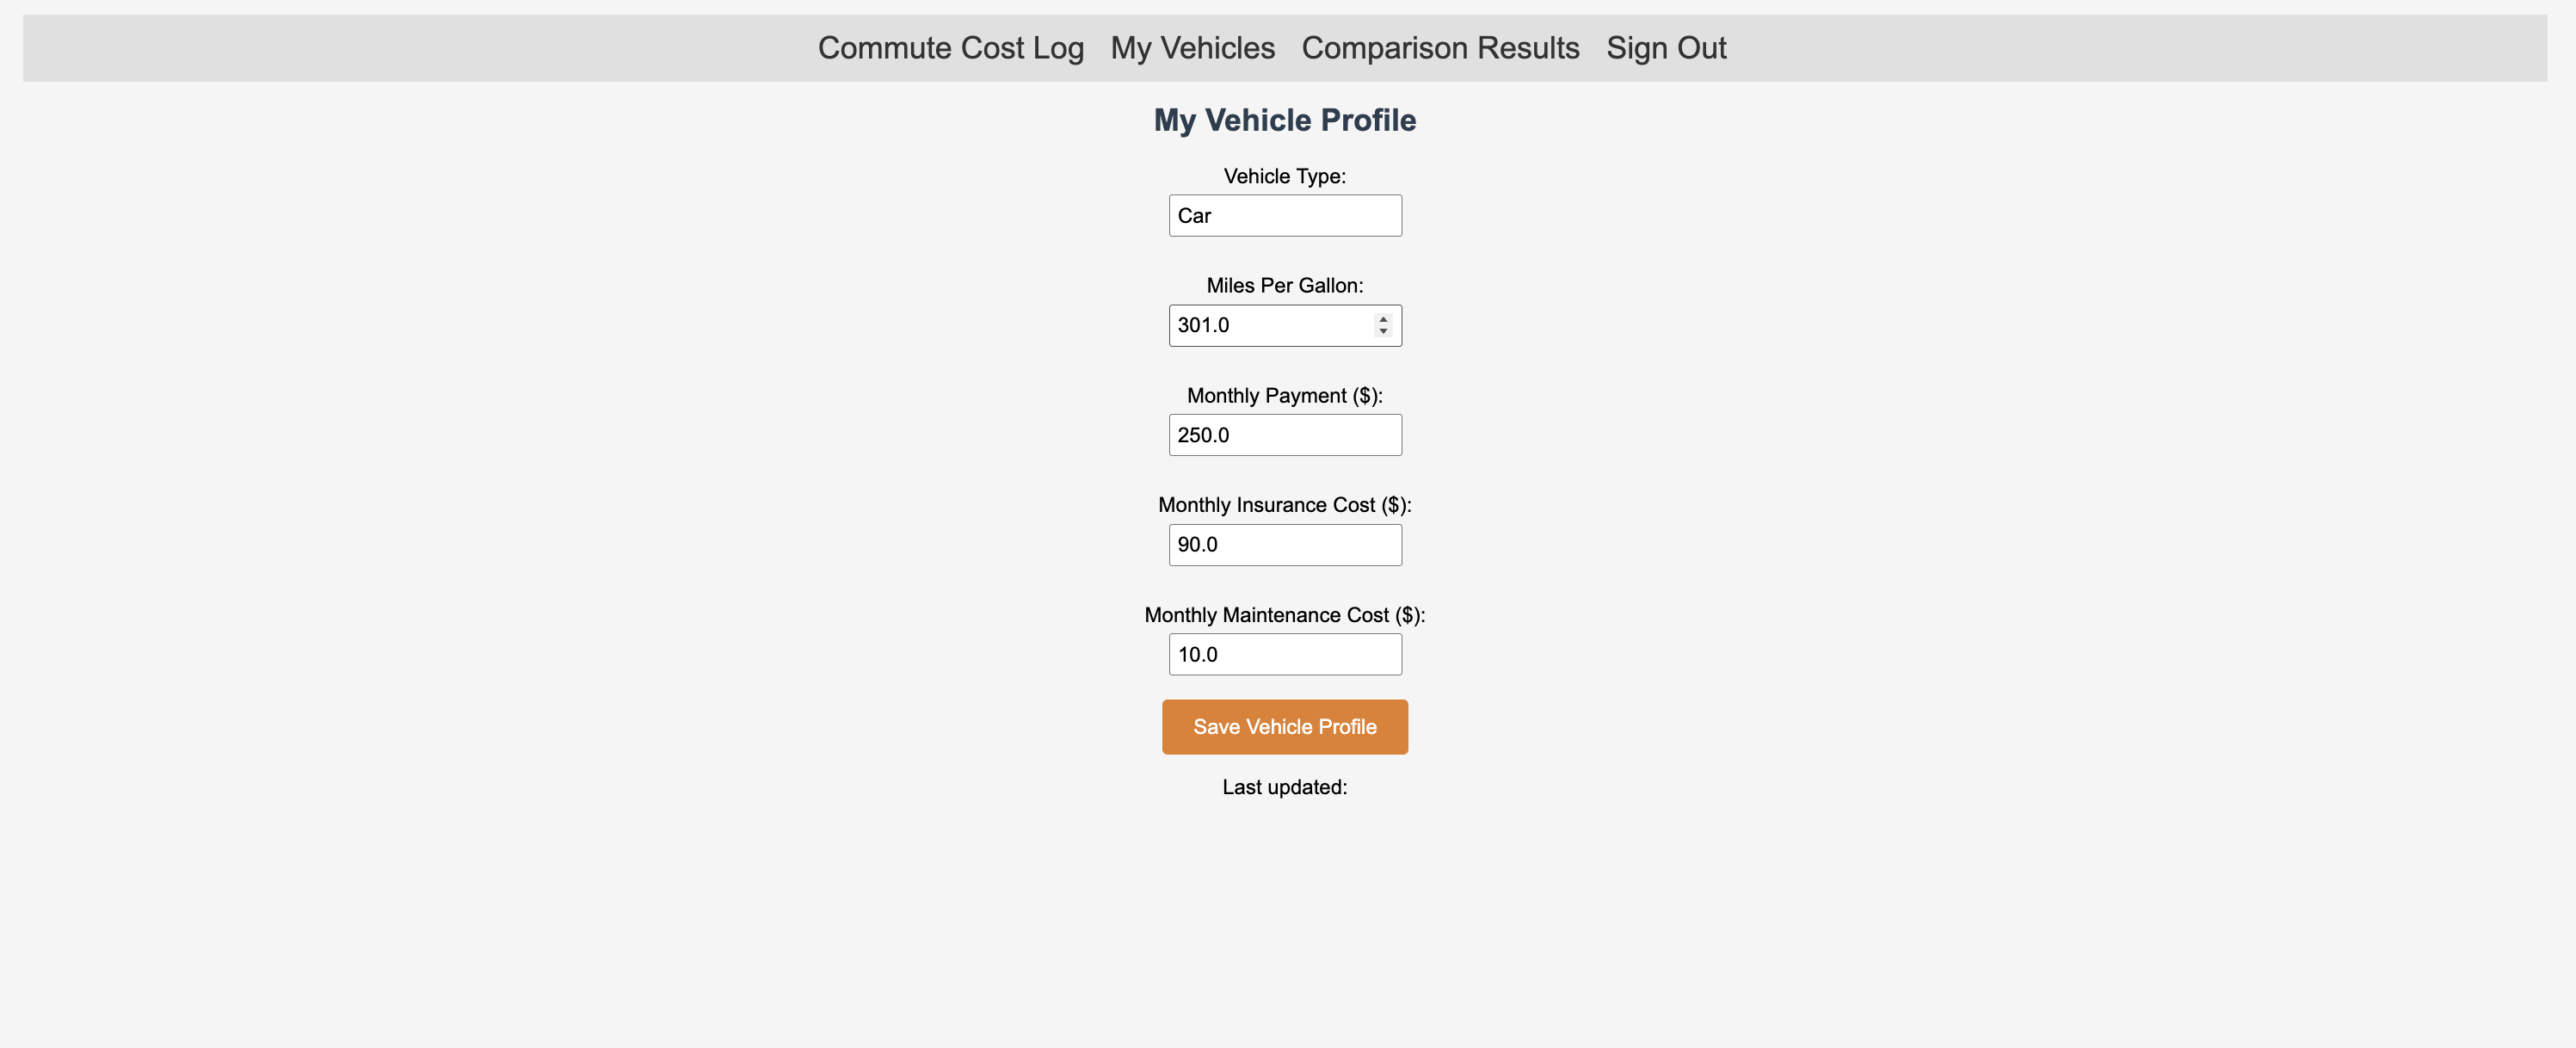 Commute Cost Log My Vehicles Comparison Results Sign Out
My Vehicle Profile
Vehicle Type:
Car
Miles Per Gallon:
301.0
Monthly Payment ($):
250.0
Monthly Insurance Cost ($):
90.0
Monthly Maintenance Cost ($):
10.0
Save Vehicle Profile
Last updated: